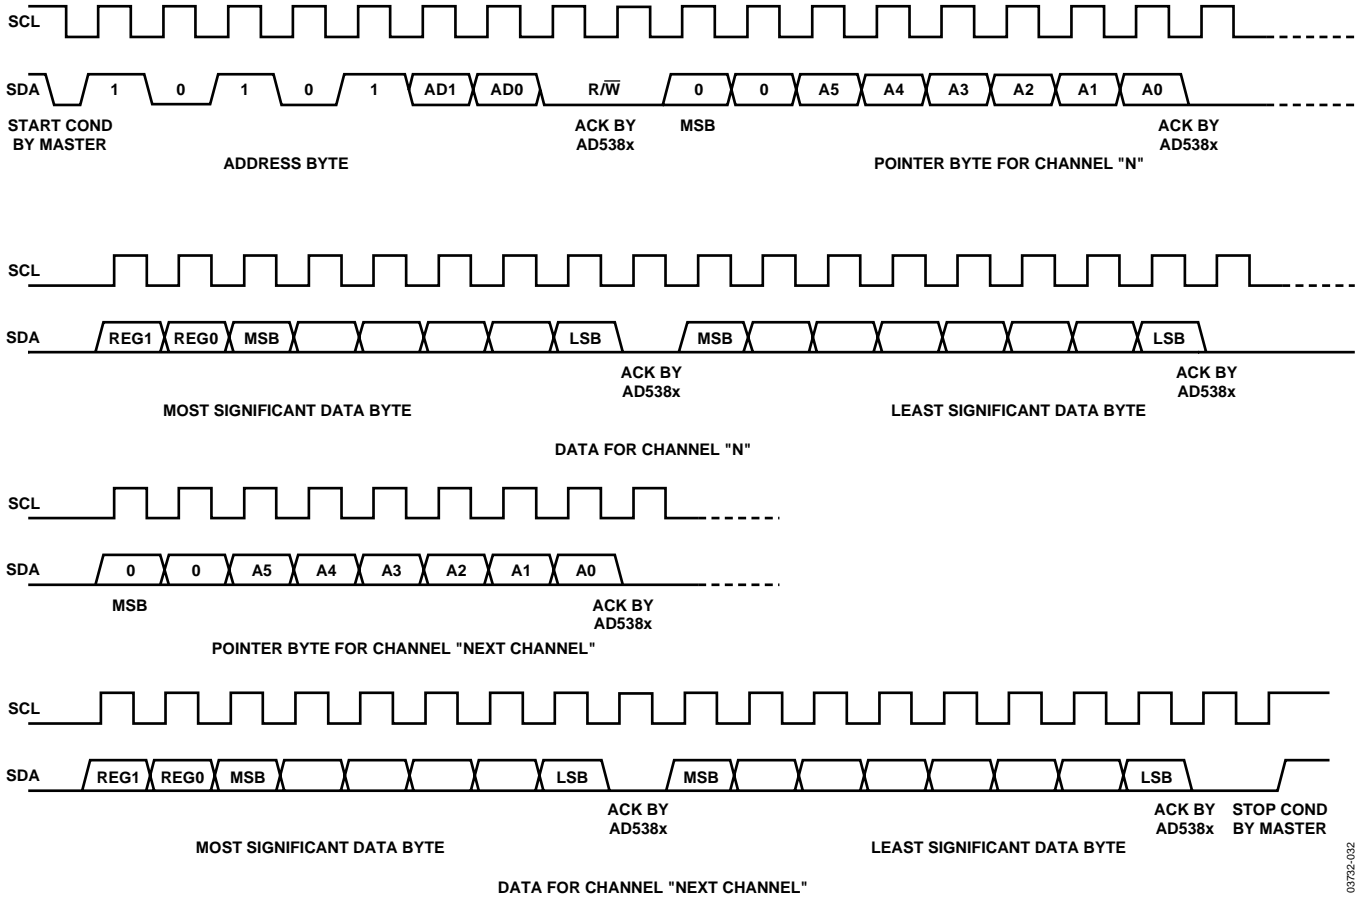 SCL
SDA 1 0 1 0 1 AD1 AD0 R/W̅ 0 0 A5 A4 A3 A2 A1 A0
START COND BY MASTER
ACK BY AD538x
MSB
ACK BY AD538x
ADDRESS BYTE
POINTER BYTE FOR CHANNEL "N"
SCL
SDA REG1 REG0 MSB LSB MSB LSB
ACK BY AD538x
ACK BY AD538x
MOST SIGNIFICANT DATA BYTE
LEAST SIGNIFICANT DATA BYTE
DATA FOR CHANNEL "N"
SCL
SDA 0 0 A5 A4 A3 A2 A1 A0
MSB
ACK BY AD538x
POINTER BYTE FOR CHANNEL "NEXT CHANNEL"
SCL
SDA REG1 REG0 MSB LSB MSB LSB
ACK BY AD538x
ACK BY AD538x
STOP COND BY MASTER
MOST SIGNIFICANT DATA BYTE
LEAST SIGNIFICANT DATA BYTE
DATA FOR CHANNEL "NEXT CHANNEL"
03732-032